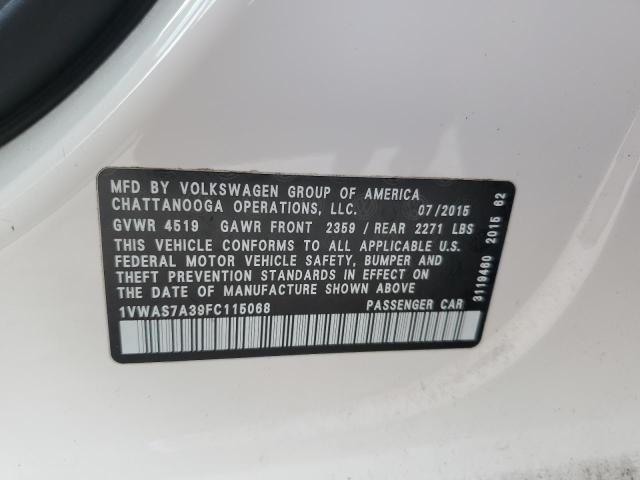 MFD BY VOLKSWAGEN GROUP OF AMERICA
CHATTANOOGA OPERATIONS, LLC. 07/2015
GVWR 4519 GAWR FRONT 2359 / REAR 2271 LBS
THIS VEHICLE CONFORMS TO ALL APPLICABLE U.S.
FEDERAL MOTOR VEHICLE SAFETY, BUMPER AND
THEFT PREVENTION STANDARDS IN EFFECT ON
THE DATE OF MANUFACTURE SHOWN ABOVE
1VWAS7A39FC115068 PASSENGER CAR
3119460 2015 62